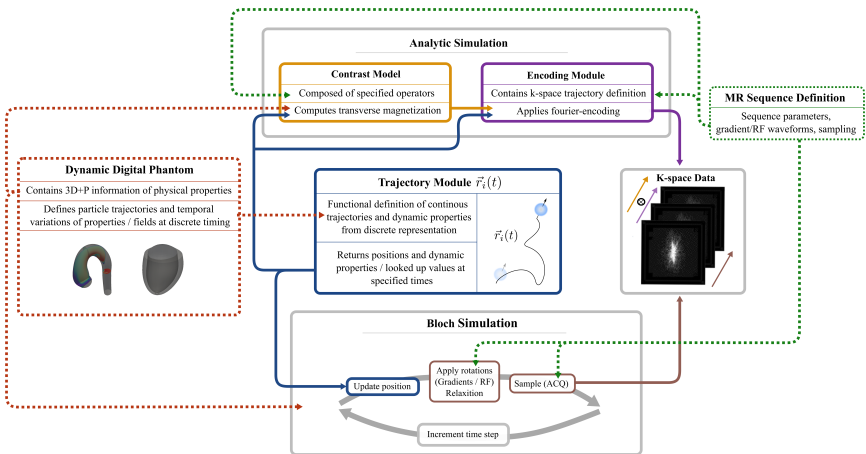 Analytic Simulation
Contrast Model
Composed of specified operators
Computes transverse magnetization
Encoding Module
Contains k-space trajectory definition
Applies fourier-encoding
MR Sequence Definition
Sequence parameters,
gradient/RF waveforms, sampling
Dynamic Digital Phantom
Contains 3D+P information of physical properties
Defines particle trajectories and temporal
variations of properties / fields at discrete timing
Trajectory Module $\vec{r}_i(t)$
Functional definition of continous
trajectories and dynamic properties
from discrete representation
Returns positions and dynamic
properties / looked up values at
specified times
$\vec{r}_i(t)$
K-space Data
⊗
Bloch Simulation
Update position
Apply rotations
(Gradients / RF)
Relaxition
Sample (ACQ)
Increment time step